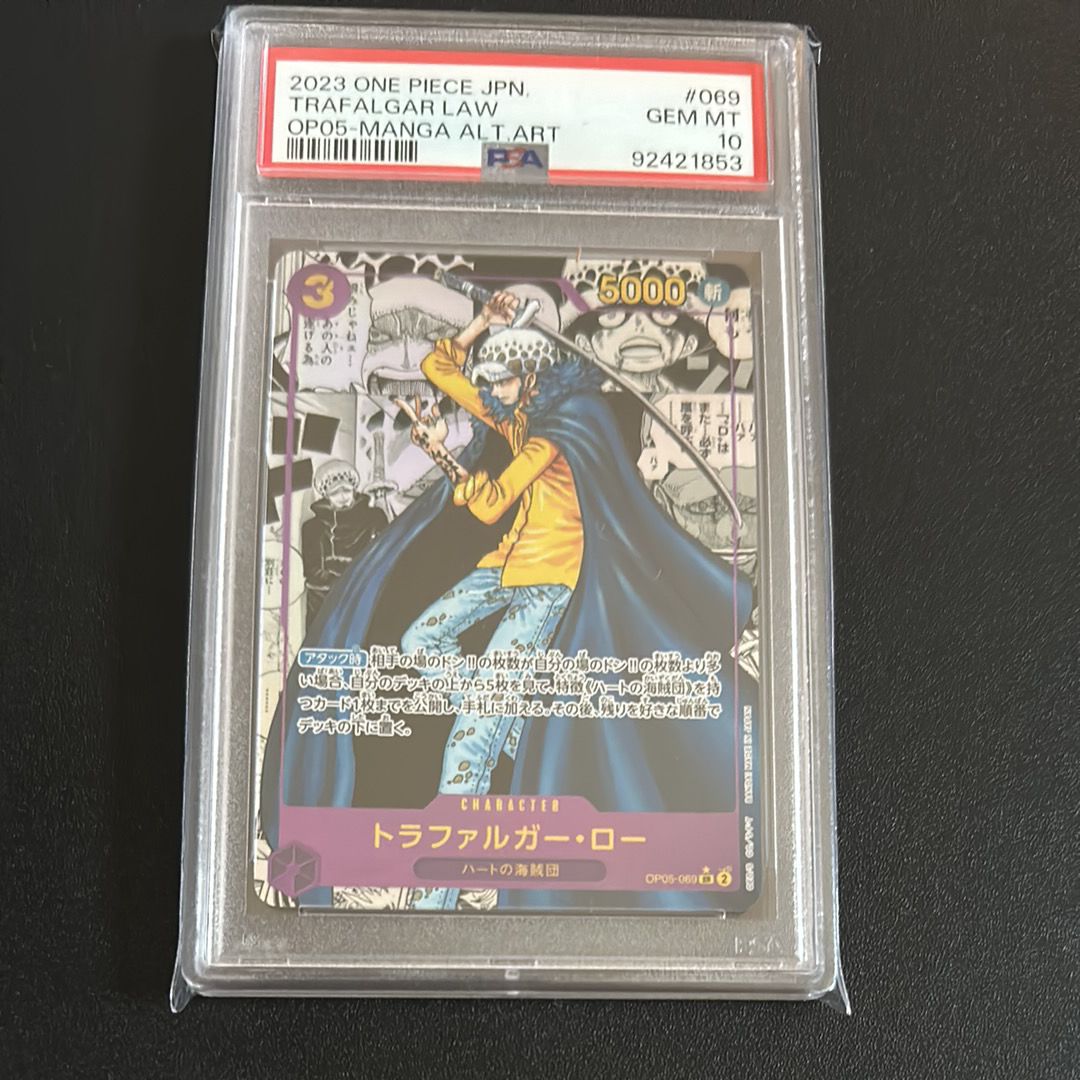 2023 ONE PIECE JPN.
#069
TRAFALGAR LAW
GEM MT
OP05-MANGA ALT.ART
10
PSA
92421853
3
5000
斬
あの人の
アタック時 相手の場のドン!!の枚数が自分の場のドン!!の枚数より多
い場合、自分のデッキの上から5枚を見て、特徴《ハートの海賊団》を持
つカード1枚までを公開し、手札に加える。その後、残りを好きな順番で
デッキの下に置く。
CHARACTER
トラファルガー・ロー
ハートの海賊団
OP05-069 SR 2